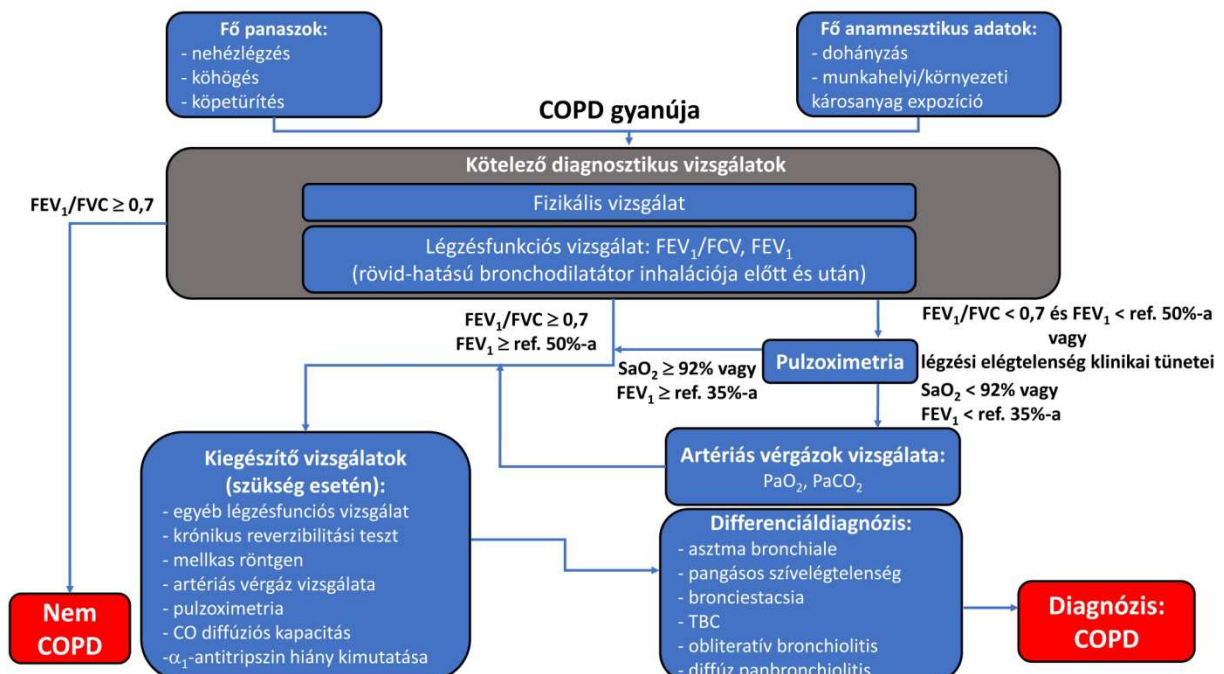 Fő panaszok:
- nehézlégzés
- köhögés
- köpetürítés
Fő anamnesztikus adatok:
- dohányzás
- munkahelyi/környezeti
károsanyag expozíció
COPD gyanúja
Kötelező diagnosztikus vizsgálatok
Fizikális vizsgálat
Légzésfunkciós vizsgálat: FEV₁/FCV, FEV₁
(rövid-hatású bronchodilatátor inhalációja előtt és után)
FEV₁/FVC ≥ 0,7
FEV₁/FVC ≥ 0,7
FEV₁ ≥ ref. 50%-a
FEV₁/FVC < 0,7 és FEV₁ < ref. 50%-a
vagy
légzési elégtelenség klinikai tünetei
Pulzoximetria
SaO₂ ≥ 92% vagy
FEV₁ ≥ ref. 35%-a
SaO₂ < 92% vagy
FEV₁ < ref. 35%-a
Artériás vérgázok vizsgálata:
PaO₂, PaCO₂
Kiegészítő vizsgálatok
(szükség esetén):
- egyéb légzésfunciós vizsgálat
- krónikus reverzibilitási teszt
- mellkas röntgen
- artériás vérgáz vizsgálata
- pulzoximetria
- CO diffúziós kapacitás
-α₁-antitripszin hiány kimutatása
Differenciáldiagnózis:
- asztma bronchiale
- pangásos szívelégtelenség
- bronciestacsia
- TBC
- obliteratív bronchiolitis
- diffúz panbronchiolitis
Nem
COPD
Diagnózis:
COPD